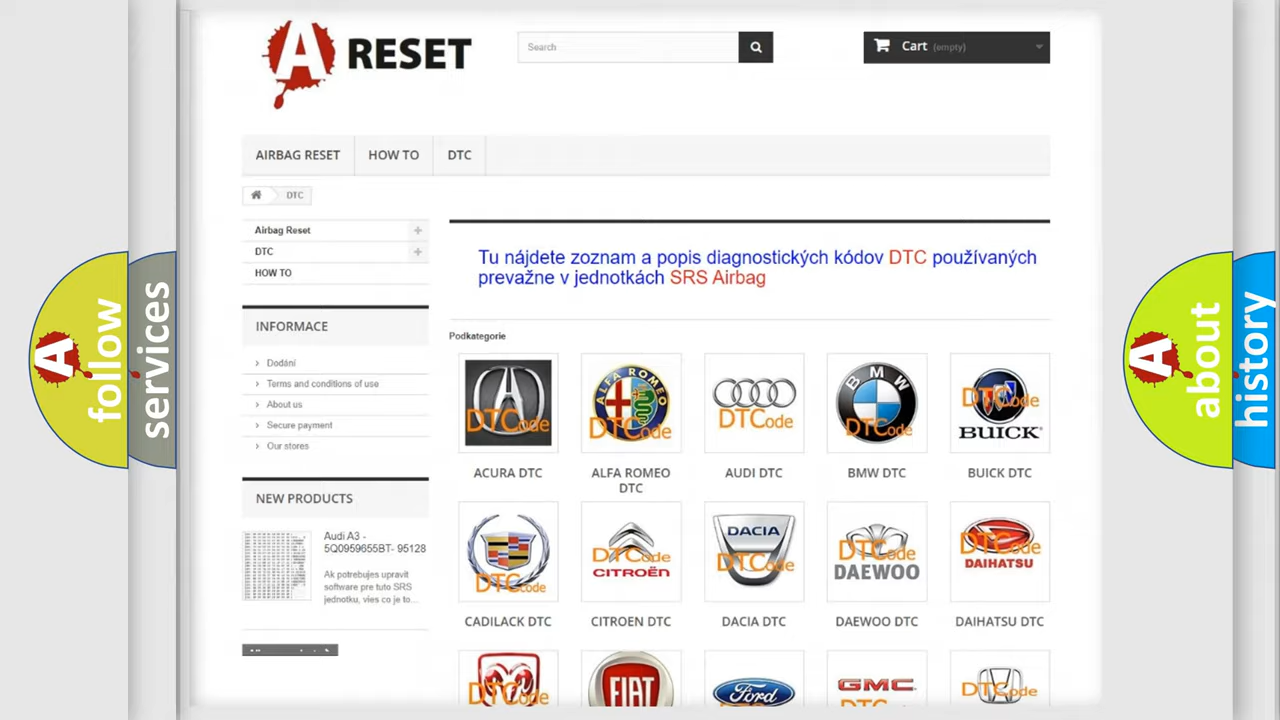 A RESET
Search
Cart (empty)
AIRBAG RESET
HOW TO
DTC
DTC
Airbag Reset
DTC
HOW TO
INFORMACE
Dodání
Terms and conditions of use
About us
Secure payment
Our stores
NEW PRODUCTS
Audi A3 -
5Q0959655BT- 95128
Ak potrebujes upravit
software pre tuto SRS
jednotku, vies co je to...
Tu nájdete zoznam a popis diagnostických kódov DTC používaných
prevažne v jednotkách SRS Airbag
Podkategorie
DTCode
ALFA ROMEO
DTCode
DTCode
BMW
DTCode
DTCode
BUICK
ACURA DTC
ALFA ROMEO
DTC
AUDI DTC
BMW DTC
BUICK DTC
DTCode
DTCode
CITROËN
DACIA
DTCode
DTCode
DAEWOO
DTCode
DAIHATSU
CADILACK DTC
CITROEN DTC
DACIA DTC
DAEWOO DTC
DAIHATSU DTC
DTCode
FIAT
Ford
GMC
DTCode
A follow
services
A about
history